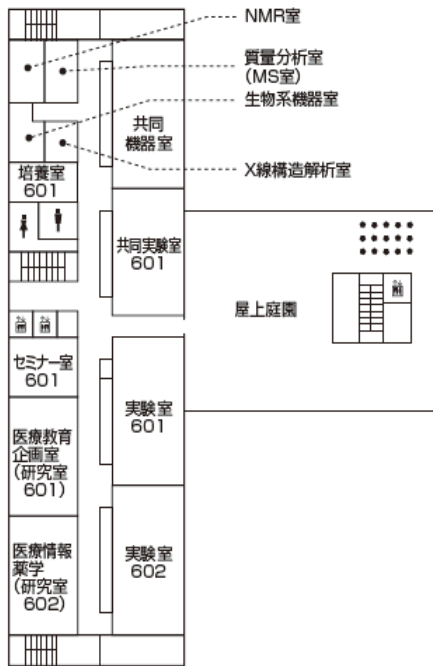 NMR室
質量分析室
(MS室)
生物系機器室
X線構造解析室
共同
機器室
培養室
601
共同実験室
601
屋上庭園
セミナー室
601
実験室
601
医療教育
企画室
(研究室
601)
医療情報
薬学
(研究室
602)
実験室
602